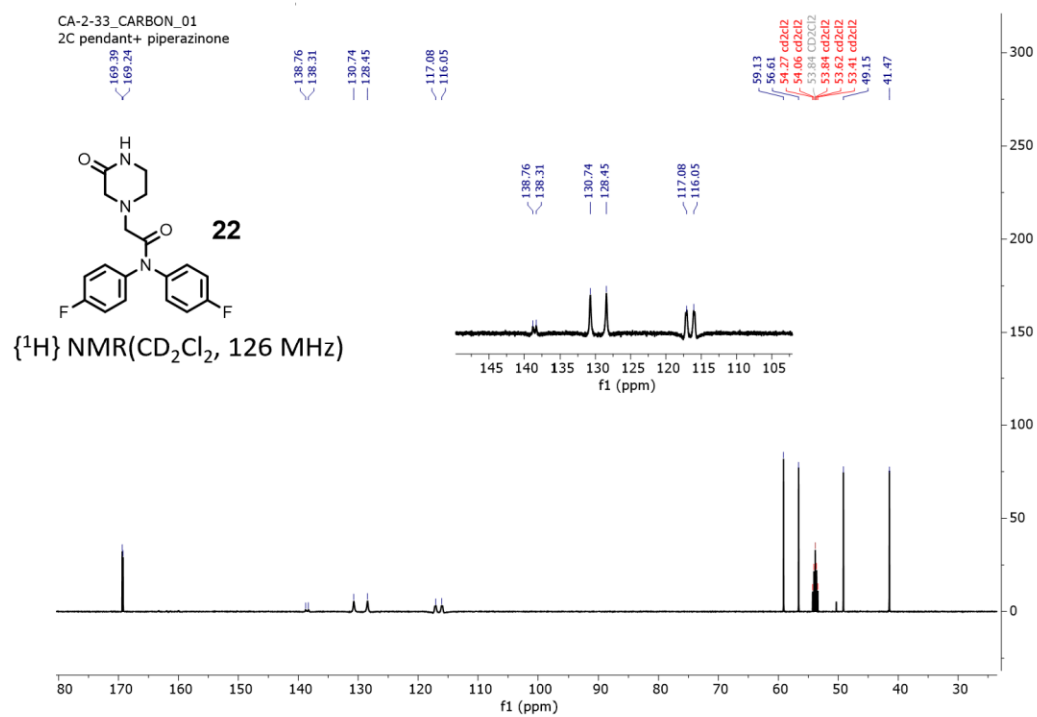 CA-2-33_CARBON_01
2C pendant+ piperazinone
169.39
169.24
138.76
138.31
130.74
128.45
117.08
116.05
59.13
56.61
54.27 cd2cl2
54.06 cd2cl2
53.84 CD2Cl2
53.84 cd2cl2
53.62 cd2cl2
53.41 cd2cl2
49.15
41.47
H
N
O
N
O
22
N
F
F
{¹H} NMR(CD₂Cl₂, 126 MHz)
138.76
138.31
130.74
128.45
117.08
116.05
145 140 135 130 125 120 115 110 105
f1 (ppm)
300
250
200
150
100
50
0
80 170 160 150 140 130 120 110 100 90 80 70 60 50 40 30
f1 (ppm)